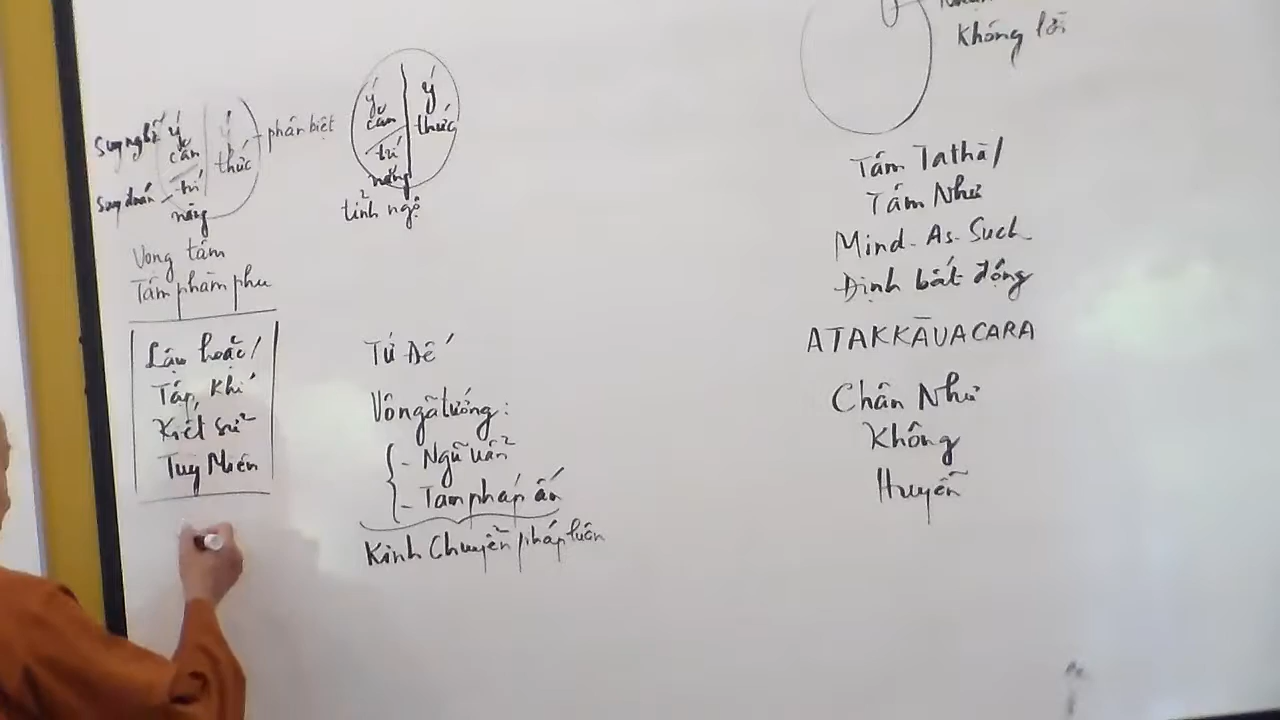 Suy nghĩ
Ý
căn
trí
năng
Ý
thức
phân biệt
Suy đoán
Vọng tâm
Tâm phàm phu
Lậu hoặc/
Tập khí
Kiết sử
Tùy Miên
Ý
căn
trí
năng
Ý
thức
tỉnh ngộ
Tứ Đế
Vô ngã tướng:
- Ngũ uẩn
- Tam pháp ấn
Kinh Chuyển pháp luân
Không lời
Tâm Tathā/
Tâm Như
Mind-As-Such
Định bất động
ATAKKĀVACARA
Chân Như
Không
Huyễn